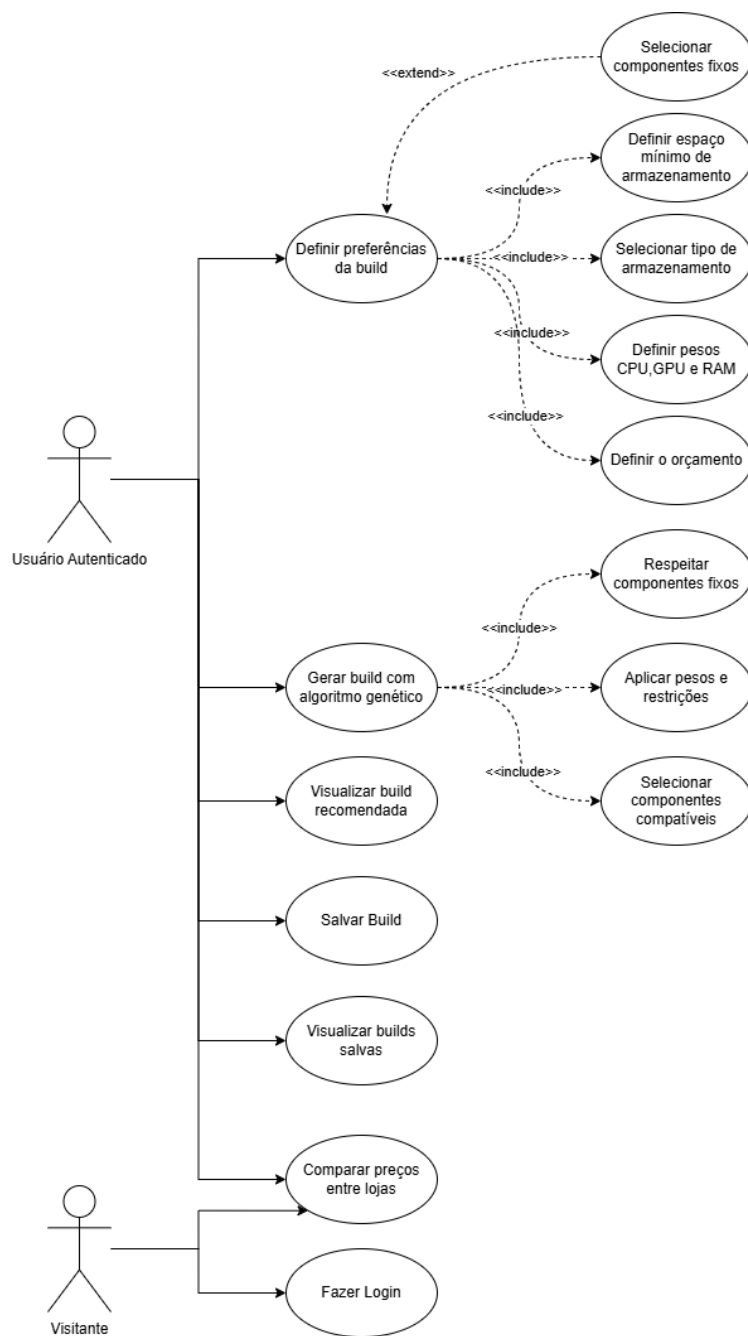 Selecionar
componentes fixos
<<extend>>
Definir espaço
mínimo de
armazenamento
<<include>>
Definir preferências
da build
<<include>>
Selecionar tipo de
armazenamento
<<include>>
Definir pesos
CPU,GPU e RAM
<<include>>
Definir o orçamento
Usuário Autenticado
Respeitar
componentes fixos
<<include>>
Gerar build com
algoritmo genético
<<include>>
Aplicar pesos e
restrições
<<include>>
Selecionar
componentes
compatíveis
Visualizar build
recomendada
Salvar Build
Visualizar builds
salvas
Comparar preços
entre lojas
Fazer Login
Visitante